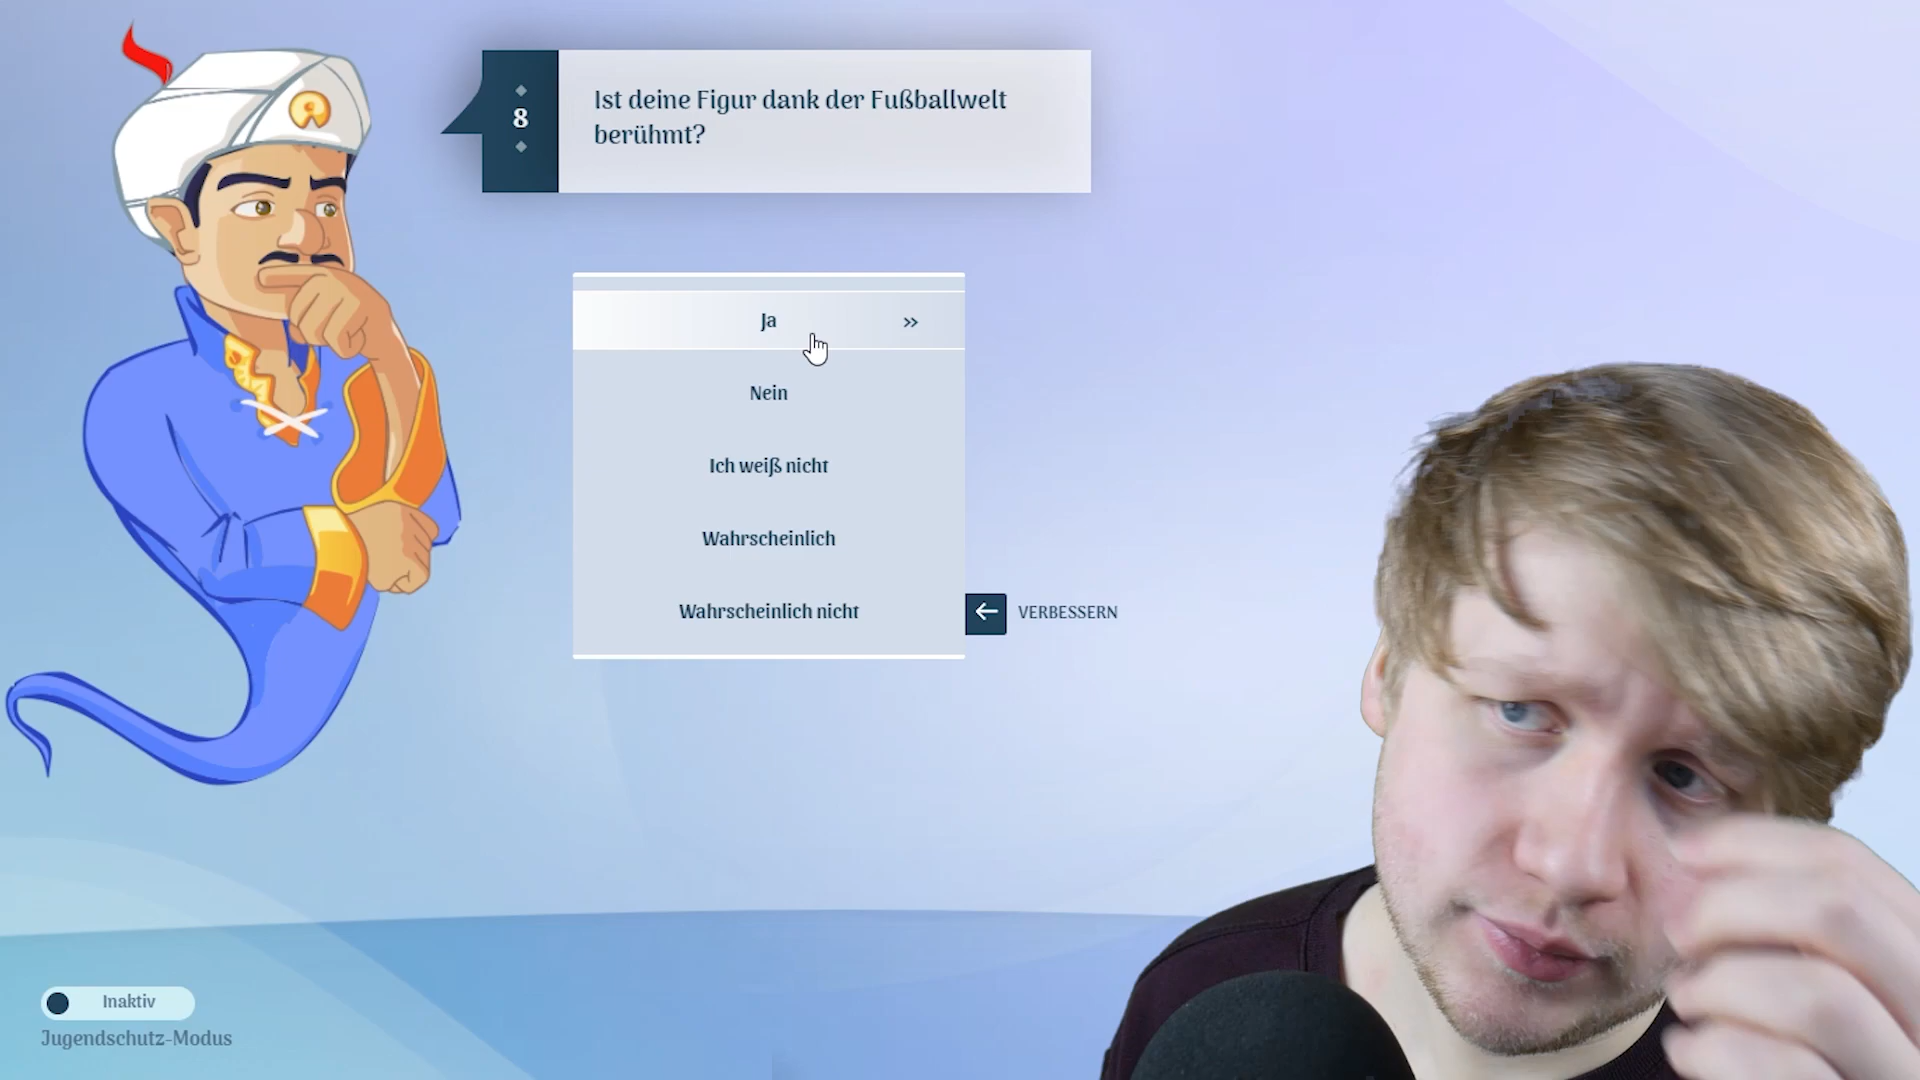 8
Ist deine Figur dank der Fußballwelt
berühmt?
Ja
Nein
Ich weiß nicht
Wahrscheinlich
Wahrscheinlich nicht
VERBESSERN
Inaktiv
Jugendschutz-Modus